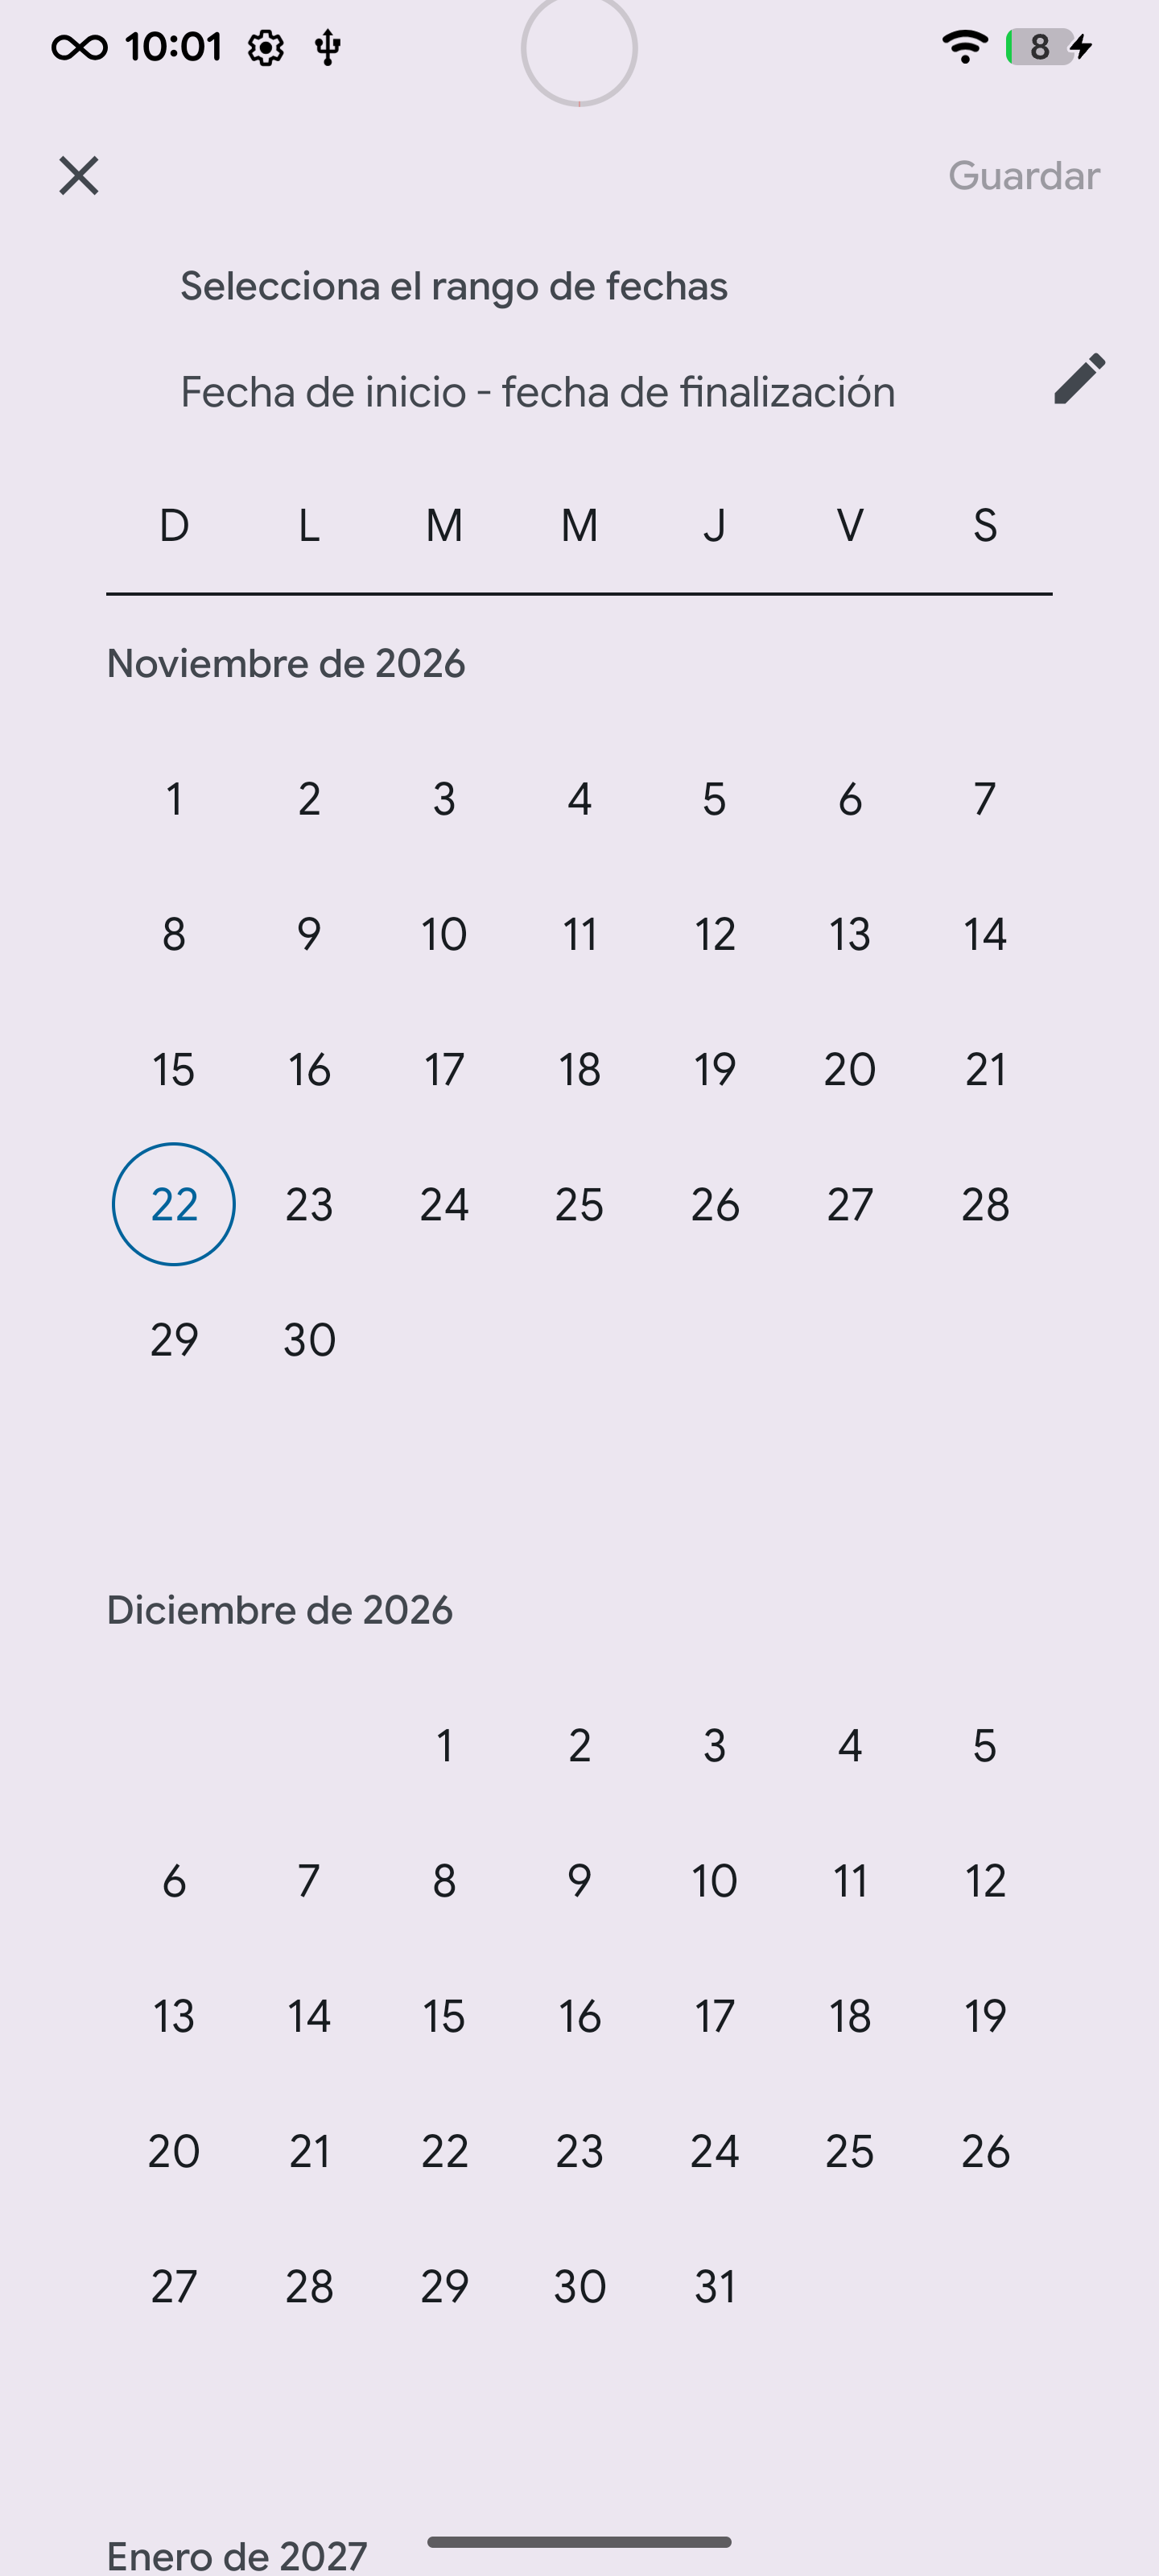 10:01 8
Guardar
Selecciona el rango de fechas
Fecha de inicio - fecha de finalización
D L M M J V S
Noviembre de 2026
1 2 3 4 5 6 7
8 9 10 11 12 13 14
15 16 17 18 19 20 21
22 23 24 25 26 27 28
29 30
Diciembre de 2026
1 2 3 4 5
6 7 8 9 10 11 12
13 14 15 16 17 18 19
20 21 22 23 24 25 26
27 28 29 30 31
Enero de 2027